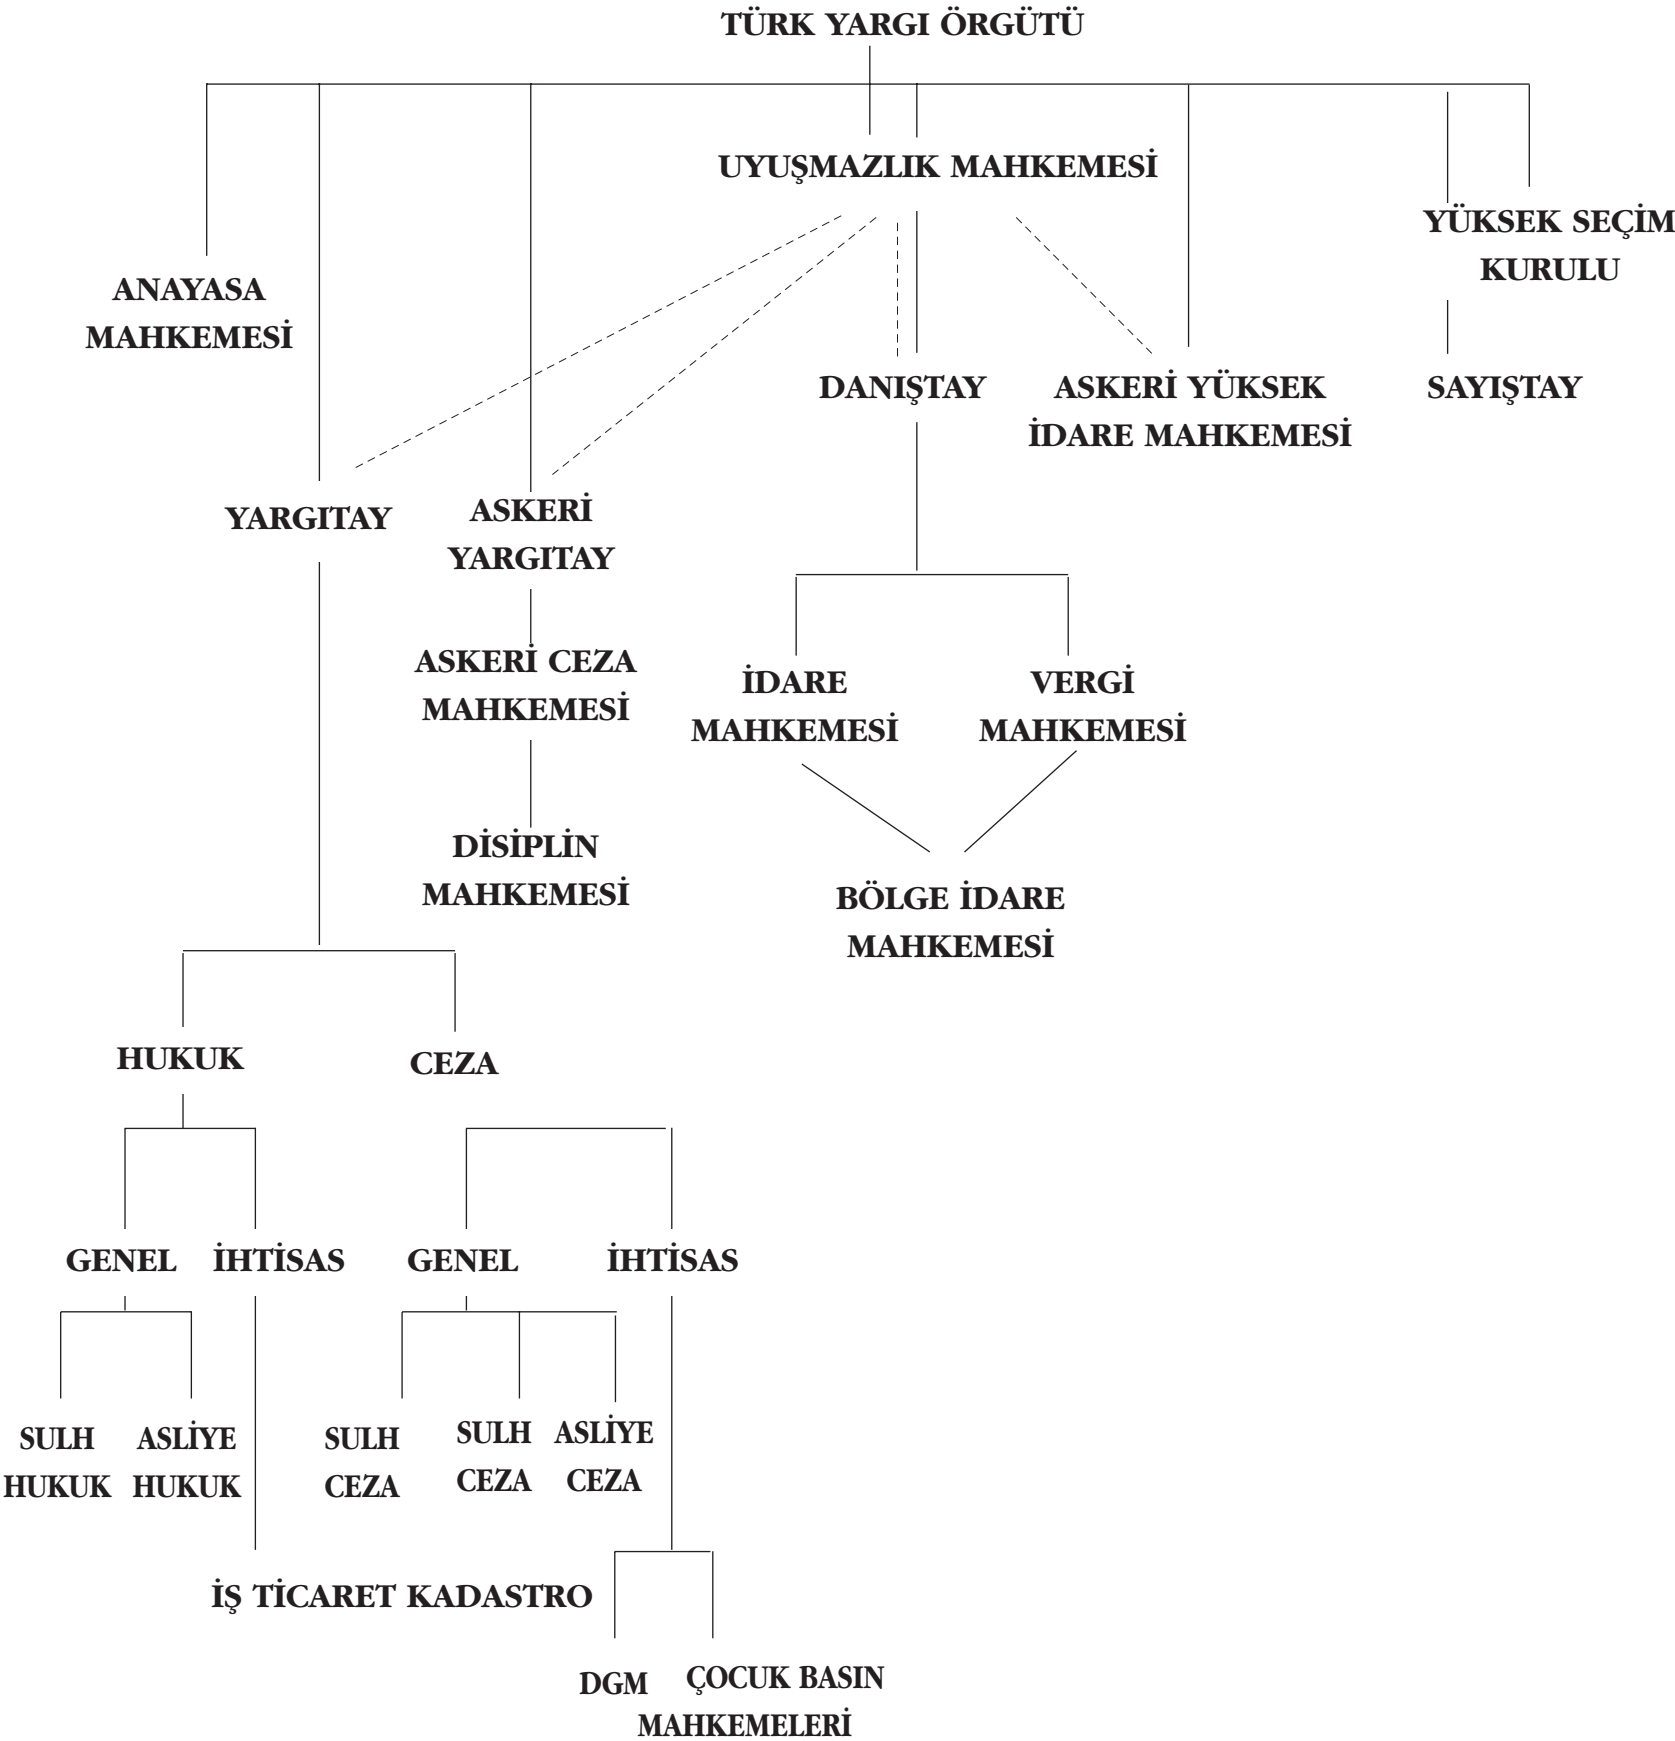 TÜRK YARGI ÖRGÜTÜ
UYUŞMAZLIK MAHKEMESİ
YÜKSEK SEÇİM
KURULU
ANAYASA
MAHKEMESİ
DANIŞTAY
ASKERİ YÜKSEK
İDARE MAHKEMESİ
SAYIŞTAY
YARGITAY
ASKERİ
YARGITAY
ASKERİ CEZA
MAHKEMESİ
İDARE
MAHKEMESİ
VERGİ
MAHKEMESİ
DİSİPLİN
MAHKEMESİ
BÖLGE İDARE
MAHKEMESİ
HUKUK
CEZA
GENEL
İHTİSAS
GENEL
İHTİSAS
SULH
HUKUK
ASLİYE
HUKUK
SULH
CEZA
SULH
CEZA
ASLİYE
CEZA
İŞ TİCARET KADASTRO
DGM
ÇOCUK BASIN
MAHKEMELERİ